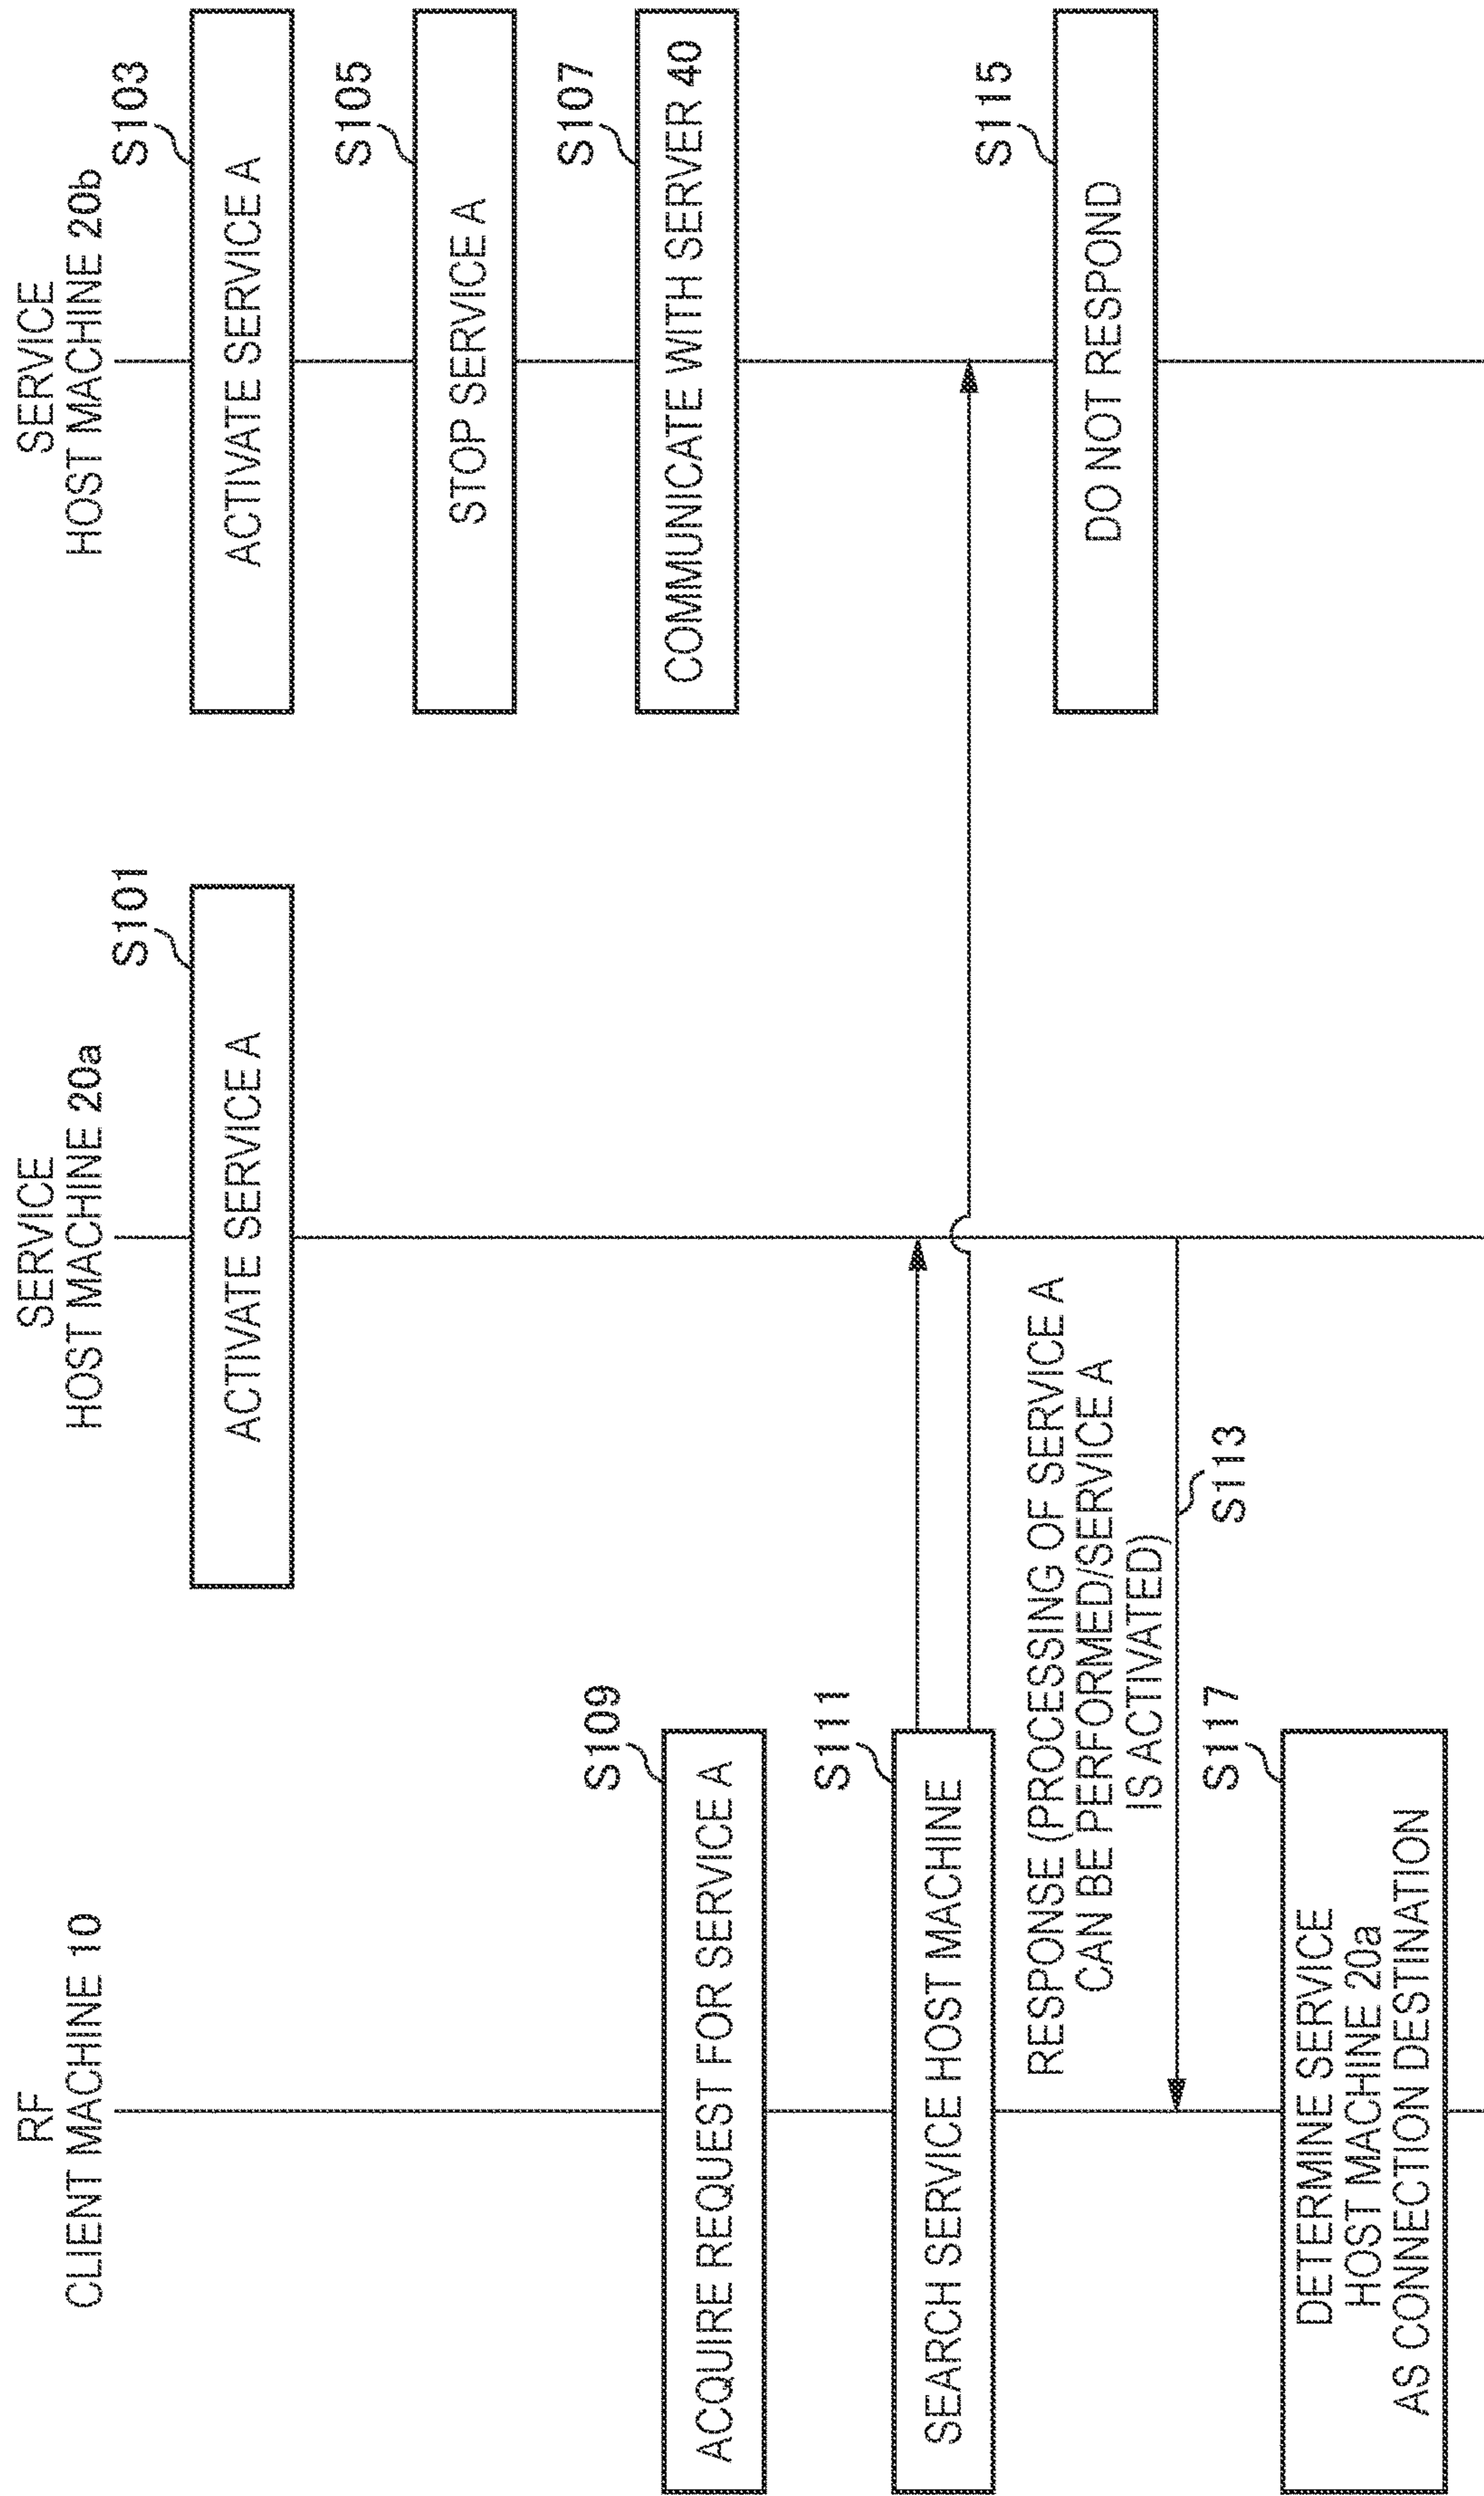 RF
CLIENT MACHINE 10
SERVICE
HOST MACHINE 20a
SERVICE
HOST MACHINE 20b
S101
ACTIVATE SERVICE A
S103
ACTIVATE SERVICE A
S105
STOP SERVICE A
S107
COMMUNICATE WITH SERVER 40
S109
ACQUIRE REQUEST FOR SERVICE A
S111
SEARCH SERVICE HOST MACHINE
RESPONSE (PROCESSING OF SERVICE A
CAN BE PERFORMED/SERVICE A
IS ACTIVATED)
S113
S115
DO NOT RESPOND
S117
DETERMINE SERVICE
HOST MACHINE 20a
AS CONNECTION DESTINATION